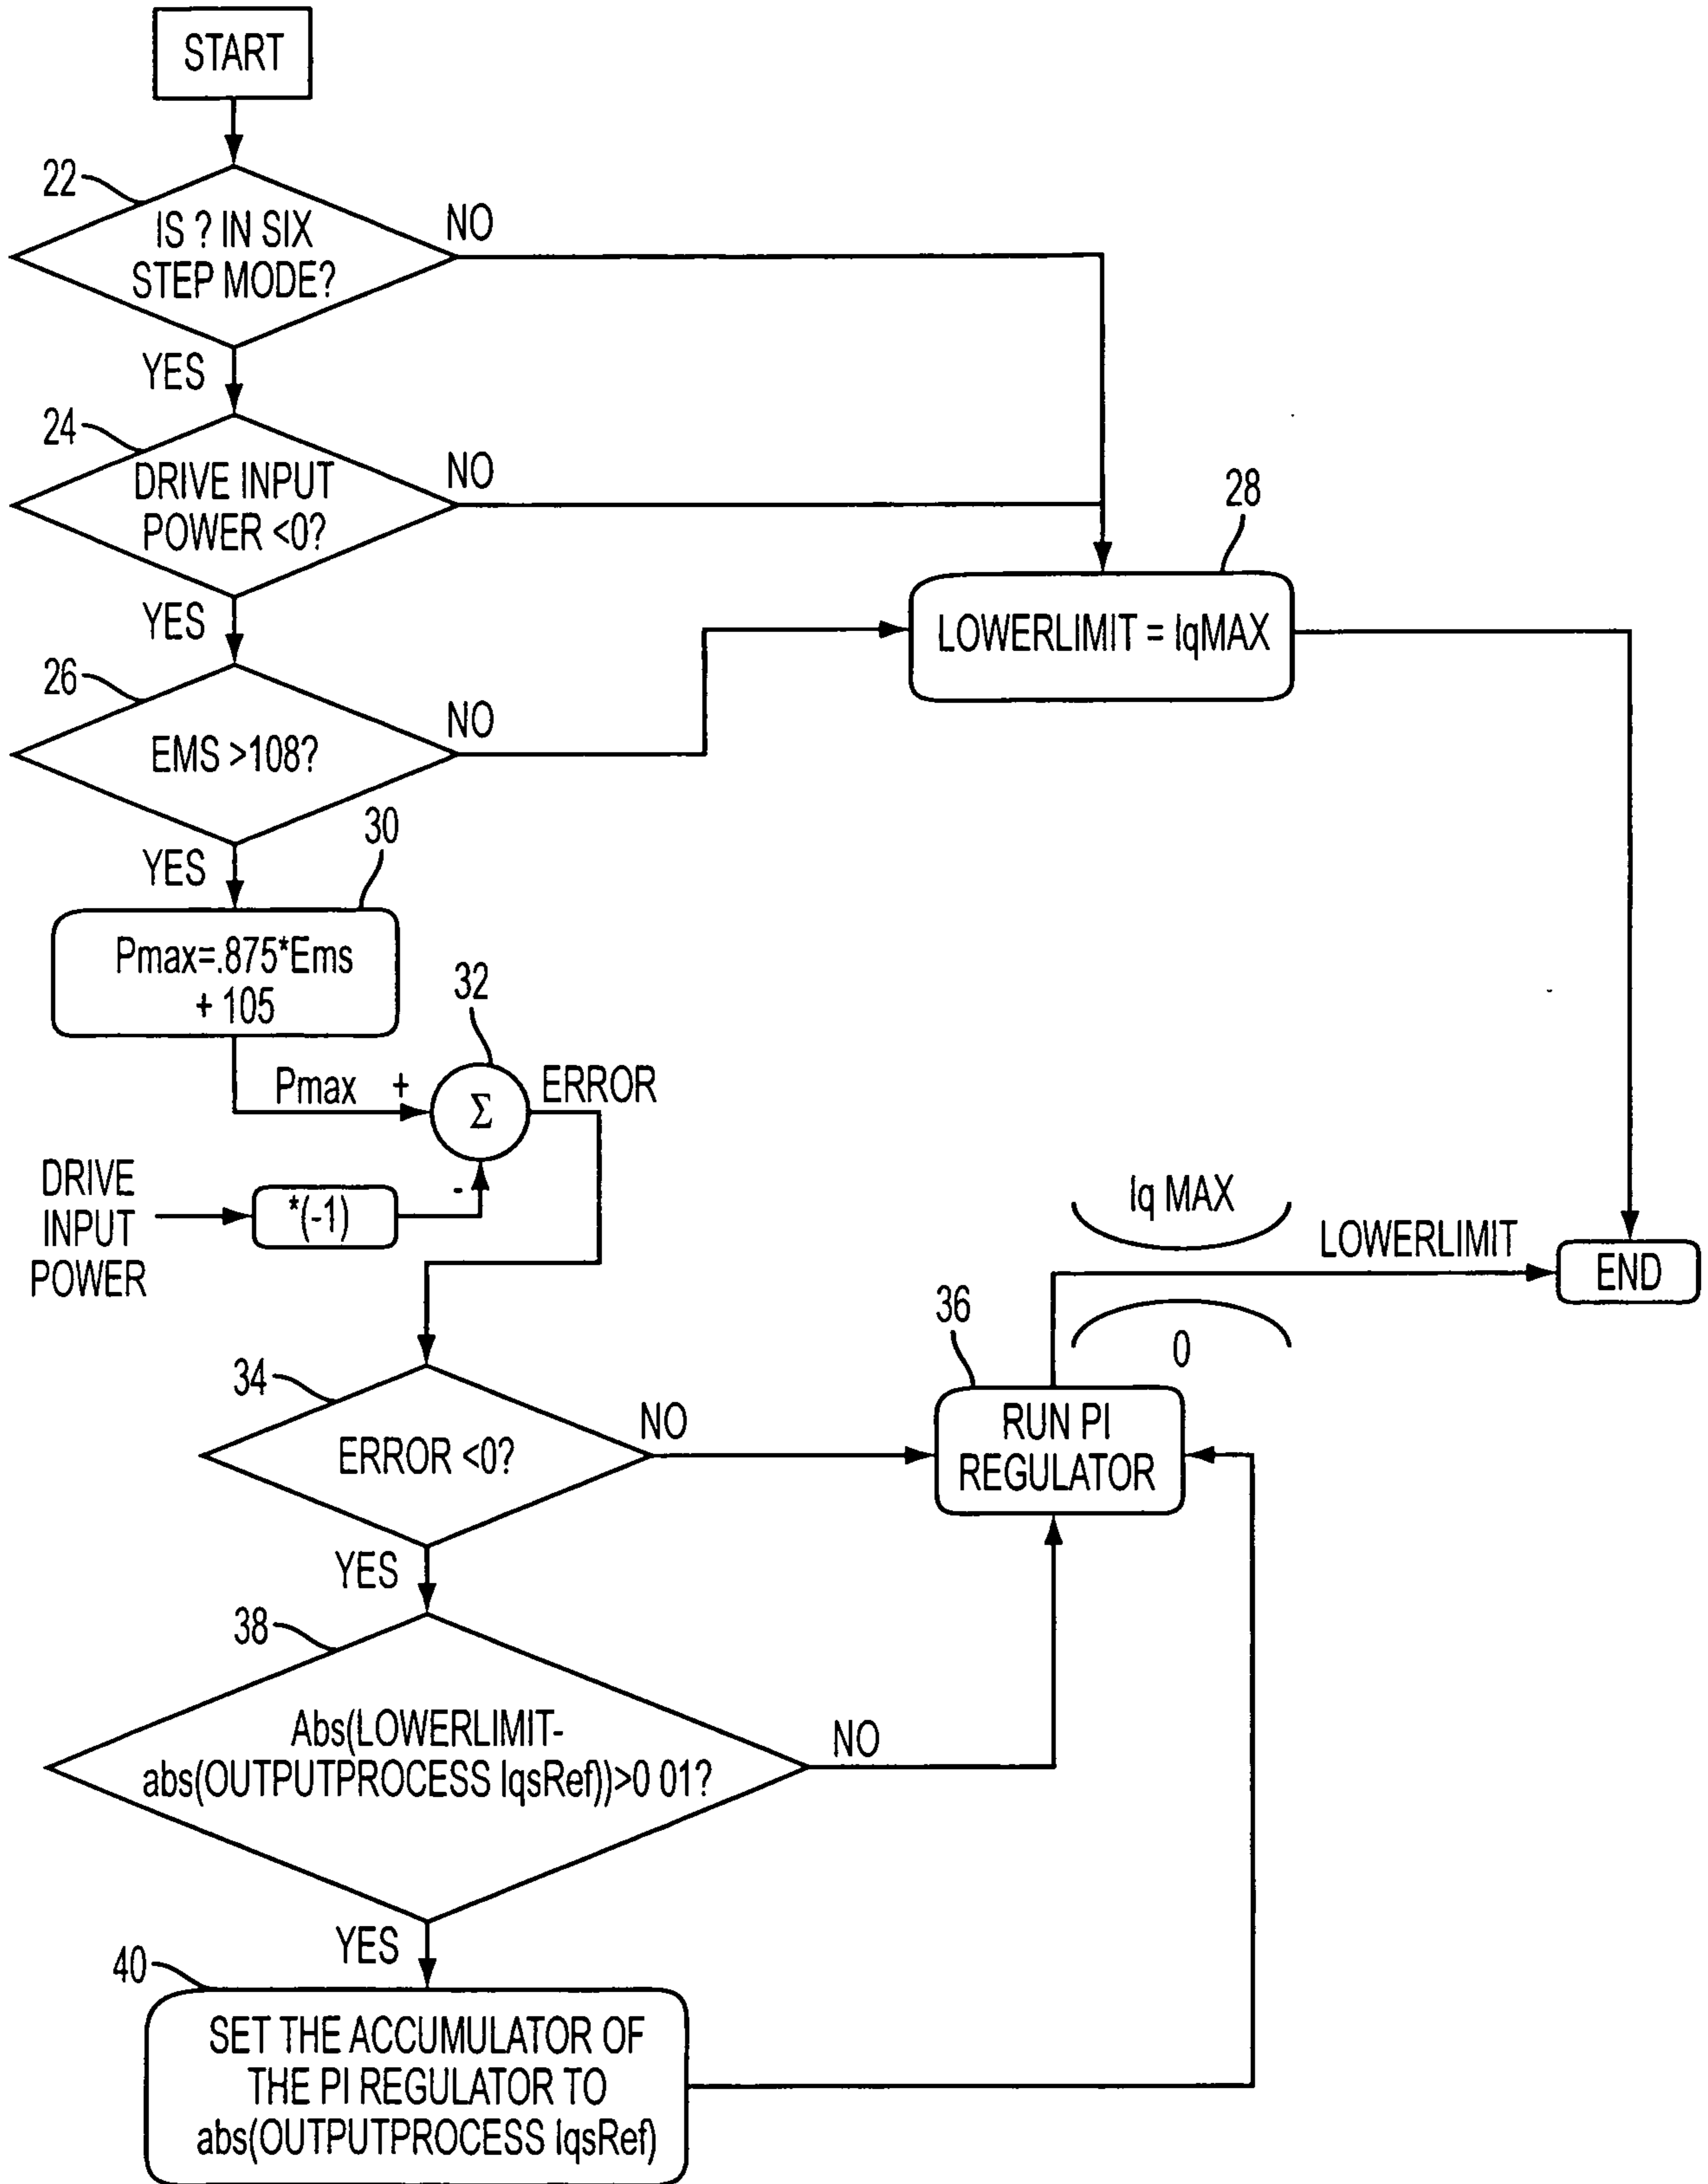 START
22
IS ? IN SIX
STEP MODE?
NO
YES
24
DRIVE INPUT
POWER <0?
NO
YES
28
LOWERLIMIT = IqMAX
26
EMS >108?
NO
YES
30
Pmax=.875*Ems
+ 105
32
Pmax +
Σ
ERROR
DRIVE
INPUT
POWER
*(-1)
-
Iq MAX
LOWERLIMIT
END
0
36
RUN PI
REGULATOR
34
ERROR <0?
NO
YES
38
Abs(LOWERLIMIT-
abs(OUTPUTPROCESS IqsRef))>0 01?
NO
YES
40
SET THE ACCUMULATOR OF
THE PI REGULATOR TO
abs(OUTPUTPROCESS IqsRef)